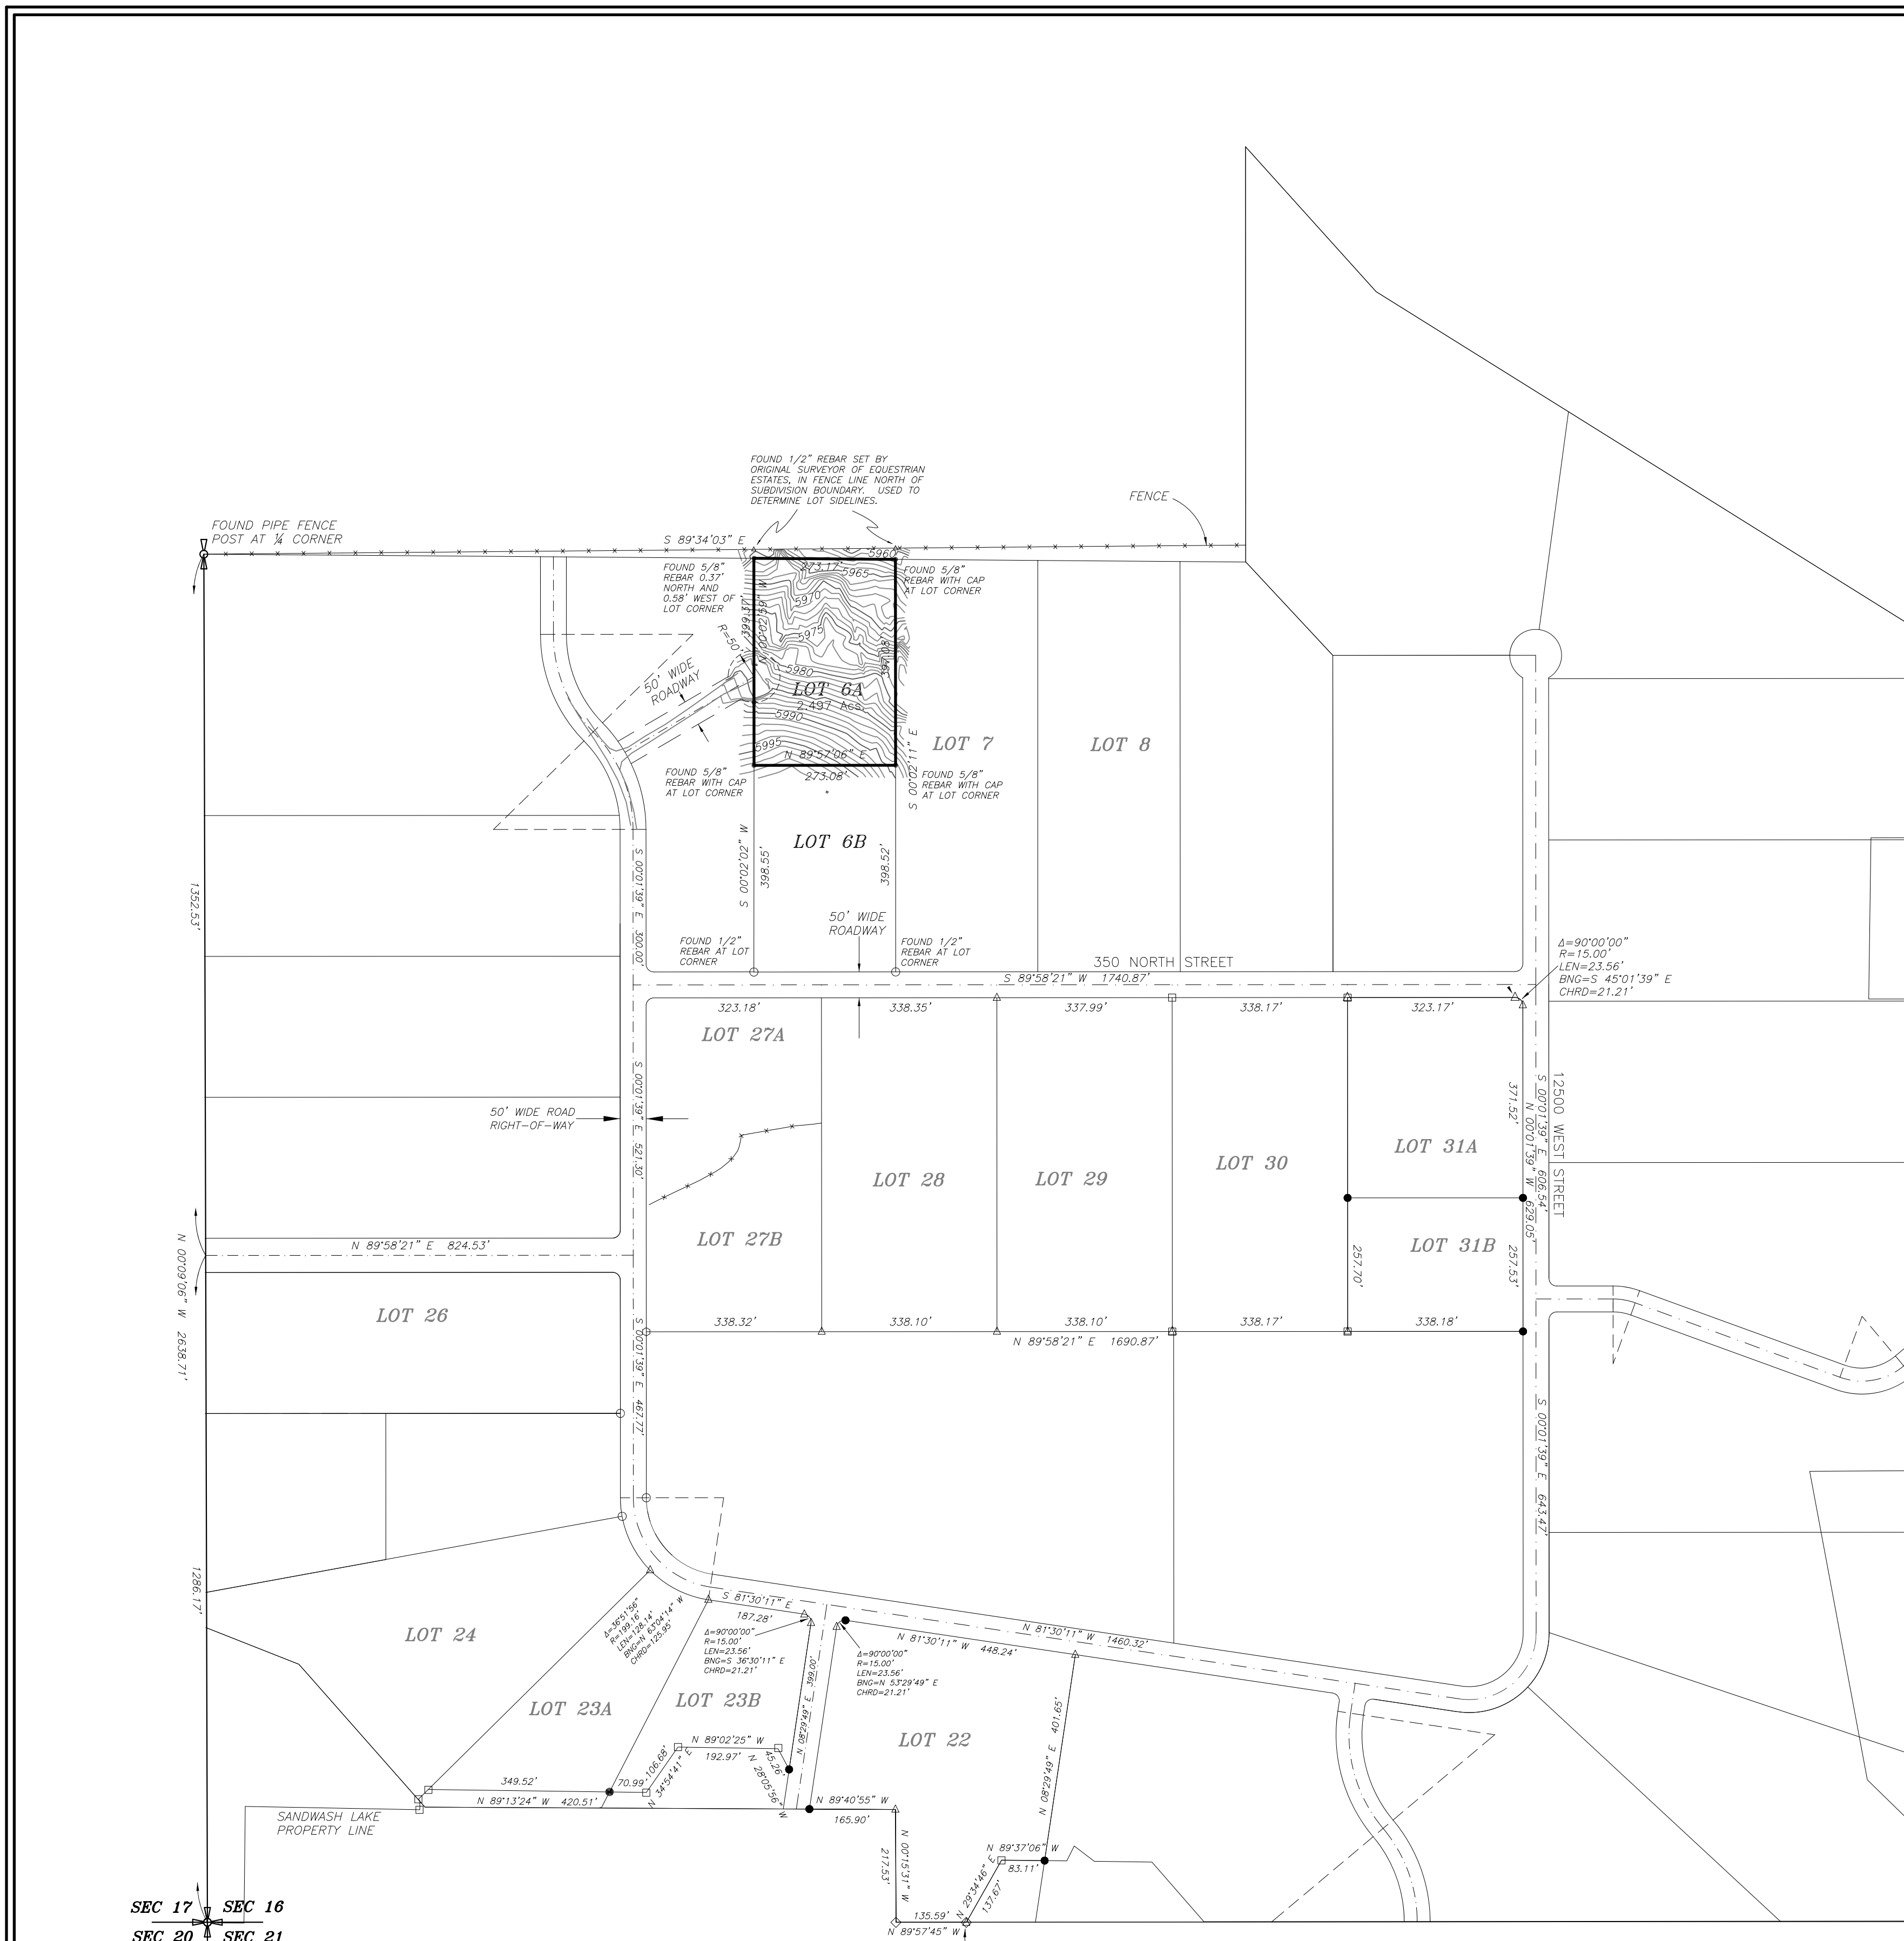 FOUND 1/2" REBAR SET BY
ORIGINAL SURVEYOR OF EQUESTRIAN
ESTATES, IN FENCE LINE NORTH OF
SUBDIVISION BOUNDARY.  USED TO
DETERMINE LOT SIDELINES.
FENCE
FOUND PIPE FENCE
POST AT ¼ CORNER
S 89°34'03" E
5960
273.17'
5965
FOUND 5/8"
REBAR 0.37'
NORTH AND
0.58' WEST OF
LOT CORNER
FOUND 5/8"
REBAR WITH CAP
AT LOT CORNER
399.37'
N 00°02'59" W
5970
5975
R=50'
397.08'
5980
50' WIDE
ROADWAY
LOT 6A
2.497 Acs.
5990
5995
N 89°57'06" E
273.08'
S 00°02'11" E
LOT 7
LOT 8
FOUND 5/8"
REBAR WITH CAP
AT LOT CORNER
FOUND 5/8"
REBAR WITH CAP
AT LOT CORNER
LOT 6B
S 00°02'02" W
398.55'
398.52'
1352.53'
S 00°01'39" E  300.00'
50' WIDE
ROADWAY
FOUND 1/2"
REBAR AT LOT
CORNER
FOUND 1/2"
REBAR AT LOT
CORNER
350 NORTH STREET
S 89°58'21" W  1740.87'
Δ=90°00'00"
R=15.00'
LEN=23.56'
BNG=S 45°01'39" E
CHRD=21.21'
323.18'
338.35'
337.99'
338.17'
323.17'
LOT 27A
S 00°01'39" E  521.30'
50' WIDE ROAD
RIGHT-OF-WAY
371.52'
S 00°01'39" E  606.54'
N 00°01'39" W  629.05'
12500 WEST STREET
LOT 31A
LOT 30
LOT 29
LOT 28
LOT 27B
LOT 31B
257.70'
257.53'
N 89°58'21" E  824.53'
N 00°09'06" W  2638.71'
LOT 26
338.32'
338.10'
338.10'
338.17'
338.18'
N 89°58'21" E  1690.87'
S 00°01'39" E  467.77'
S 00°01'39" E  643.47'
1286.17'
S 81°30'11" E
187.28'
Δ=36°51'56"
R=199.16'
LEN=128.14'
BNG=N 63°04'14" W
CHRD=125.95'
Δ=90°00'00"
R=15.00'
LEN=23.56'
BNG=S 36°30'11" E
CHRD=21.21'
N 81°30'11" W  448.24'
N 81°30'11" W  1460.32'
Δ=90°00'00"
R=15.00'
LEN=23.56'
BNG=N 53°29'49" E
CHRD=21.21'
LOT 24
LOT 23A
LOT 23B
LOT 22
N 08°29'49" E  399.00'
N 08°29'49" E  401.65'
N 89°02'25" W
192.97'
45.26'
N 28°05'56" W
106.68'
N 34°54'41" E
349.52'
70.99'
N 89°13'24" W  420.51'
N 89°40'55" W
165.90'
SANDWASH LAKE
PROPERTY LINE
217.53'
N 00°15'31" W
N 89°37'06" W
83.11'
N 29°34'46" E
137.67'
135.59'
N 89°57'45" W
SEC 17
SEC 16
SEC 20
SEC 21